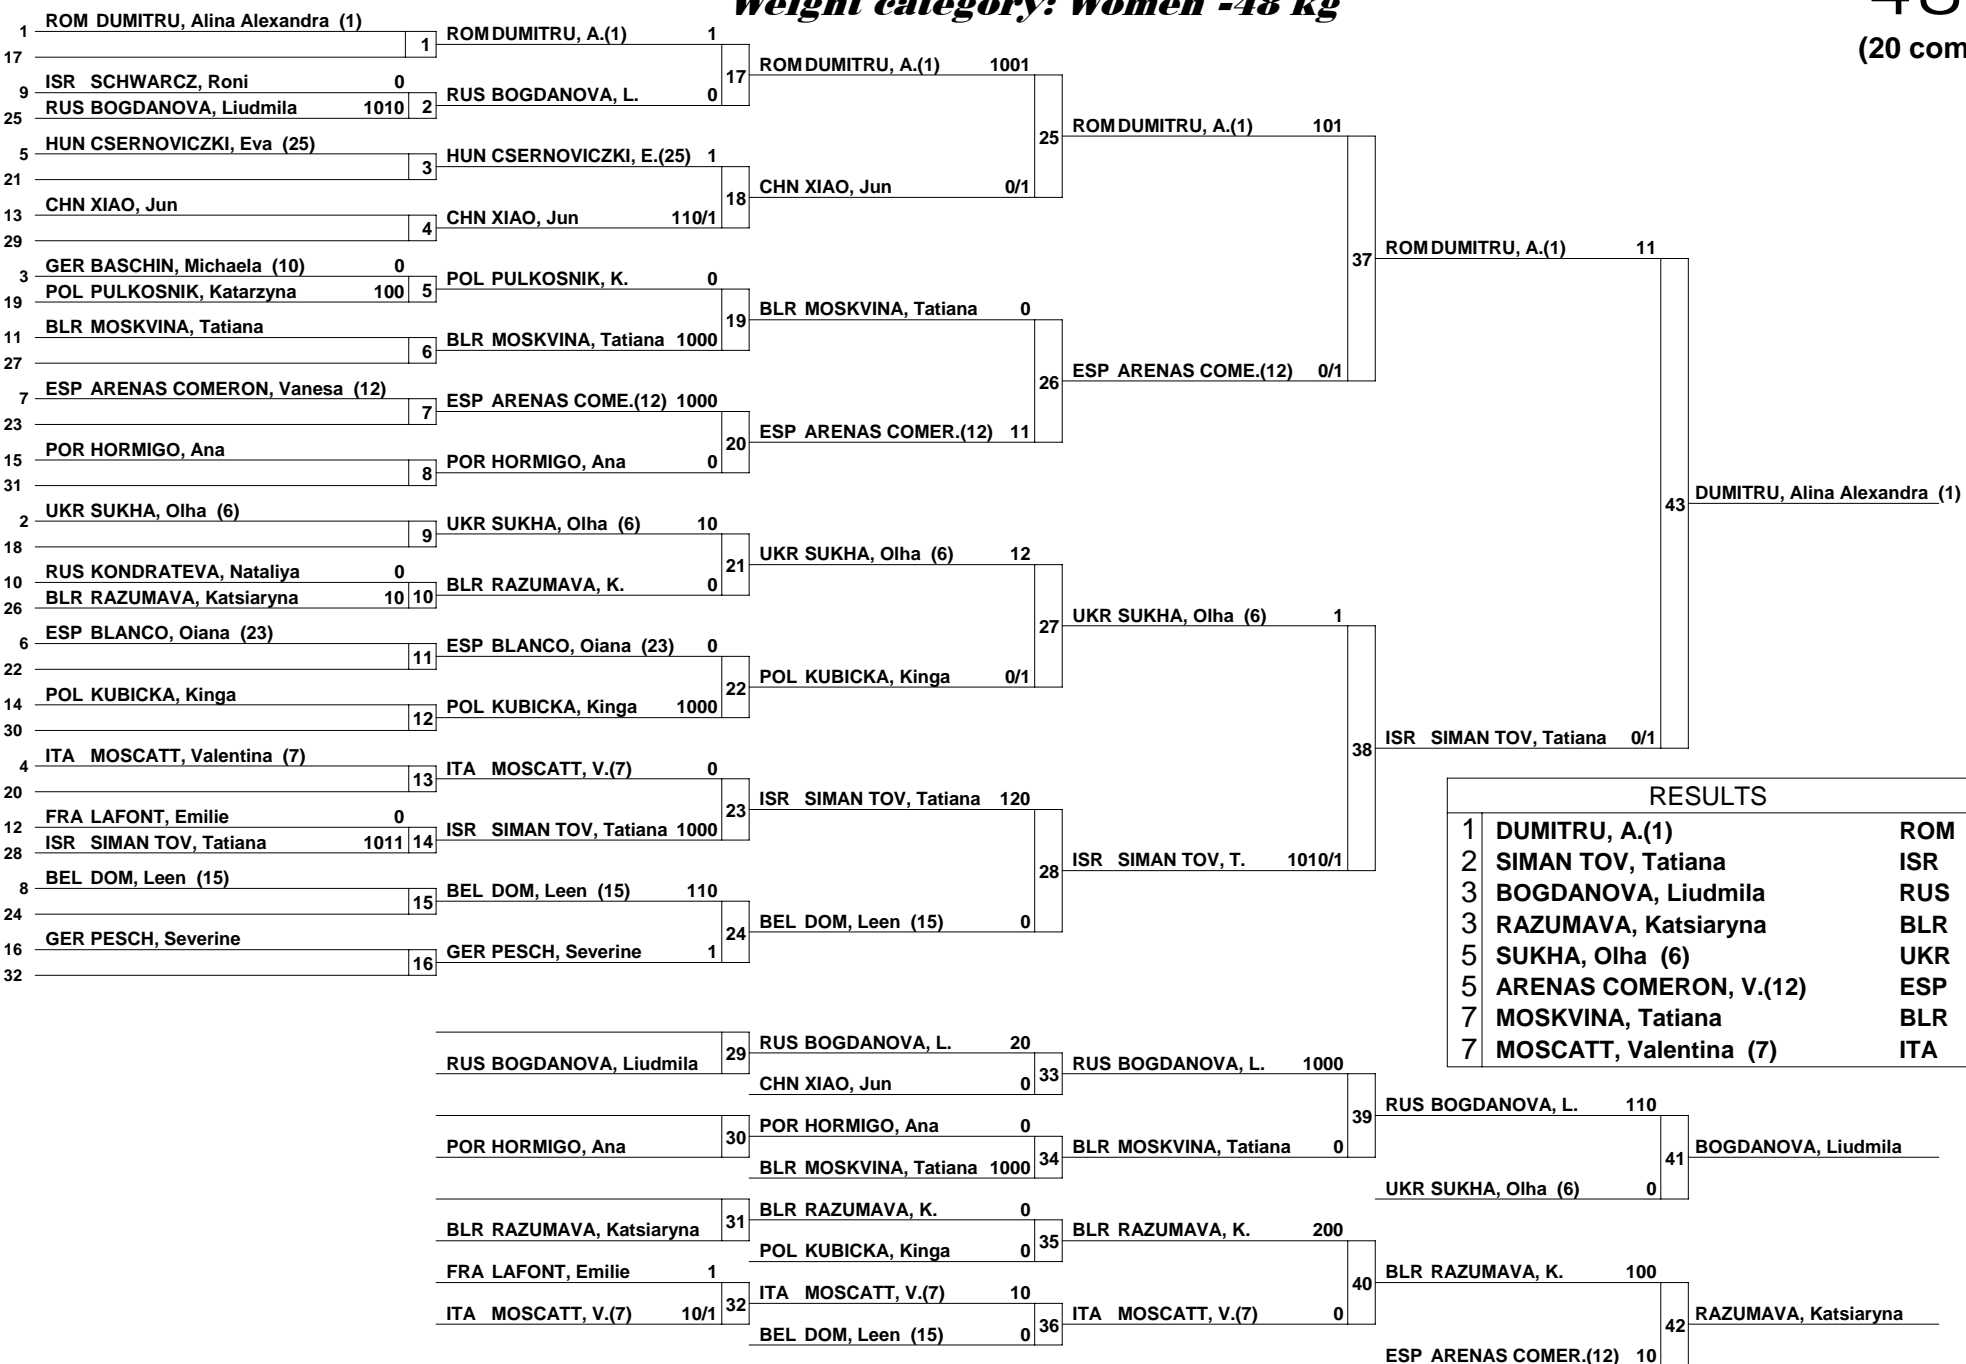 Weight category: Women -48 kg
(20 com
1 ROM DUMITRU, Alina Alexandra (1)
17
1
9 ISR SCHWARCZ, Roni 0
25 RUS BOGDANOVA, Liudmila 1010
2
5 HUN CSERNOVICZKI, Eva (25)
21
3
13 CHN XIAO, Jun
29
4
3 GER BASCHIN, Michaela (10) 0
19 POL PULKOSNIK, Katarzyna 100
5
11 BLR MOSKVINA, Tatiana
27
6
7 ESP ARENAS COMERON, Vanesa (12)
23
7
15 POR HORMIGO, Ana
31
8
2 UKR SUKHA, Olha (6)
18
9
10 RUS KONDRATEVA, Nataliya 0
26 BLR RAZUMAVA, Katsiaryna 10
10
6 ESP BLANCO, Oiana (23)
22
11
14 POL KUBICKA, Kinga
30
12
4 ITA MOSCATT, Valentina (7)
20
13
12 FRA LAFONT, Emilie 0
28 ISR SIMAN TOV, Tatiana 1011
14
8 BEL DOM, Leen (15)
24
15
16 GER PESCH, Severine
32
16
ROM DUMITRU, A.(1) 1
17
RUS BOGDANOVA, L. 0
HUN CSERNOVICZKI, E.(25) 1
18
CHN XIAO, Jun 110/1
POL PULKOSNIK, K. 0
19
BLR MOSKVINA, Tatiana 1000
ESP ARENAS COME.(12) 1000
20
POR HORMIGO, Ana 0
UKR SUKHA, Olha (6) 10
21
BLR RAZUMAVA, K. 0
ESP BLANCO, Oiana (23) 0
22
POL KUBICKA, Kinga 1000
ITA MOSCATT, V.(7) 0
23
ISR SIMAN TOV, Tatiana 1000
BEL DOM, Leen (15) 110
24
GER PESCH, Severine 1
ROM DUMITRU, A.(1) 1001
25
CHN XIAO, Jun 0/1
BLR MOSKVINA, Tatiana 0
26
ESP ARENAS COMER.(12) 11
UKR SUKHA, Olha (6) 12
27
POL KUBICKA, Kinga 0/1
ISR SIMAN TOV, Tatiana 120
28
BEL DOM, Leen (15) 0
ROM DUMITRU, A.(1) 101
37
ESP ARENAS COME.(12) 0/1
UKR SUKHA, Olha (6) 1
38
ISR SIMAN TOV, T. 1010/1
ROM DUMITRU, A.(1) 11
43
ISR SIMAN TOV, Tatiana 0/1
DUMITRU, Alina Alexandra (1)
RESULTS
1 DUMITRU, A.(1) ROM
2 SIMAN TOV, Tatiana ISR
3 BOGDANOVA, Liudmila RUS
3 RAZUMAVA, Katsiaryna BLR
5 SUKHA, Olha (6) UKR
5 ARENAS COMERON, V.(12) ESP
7 MOSKVINA, Tatiana BLR
7 MOSCATT, Valentina (7) ITA
29
RUS BOGDANOVA, Liudmila
30
POR HORMIGO, Ana
31
BLR RAZUMAVA, Katsiaryna
FRA LAFONT, Emilie 1
32
ITA MOSCATT, V.(7) 10/1
RUS BOGDANOVA, L. 20
33
CHN XIAO, Jun 0
POR HORMIGO, Ana 0
34
BLR MOSKVINA, Tatiana 1000
BLR RAZUMAVA, K. 0
35
POL KUBICKA, Kinga 0
ITA MOSCATT, V.(7) 10
36
BEL DOM, Leen (15) 0
RUS BOGDANOVA, L. 1000
39
BLR MOSKVINA, Tatiana 0
BLR RAZUMAVA, K. 200
40
ITA MOSCATT, V.(7) 0
RUS BOGDANOVA, L. 110
41
UKR SUKHA, Olha (6) 0
BLR RAZUMAVA, K. 100
42
ESP ARENAS COMER.(12) 10
BOGDANOVA, Liudmila
RAZUMAVA, Katsiaryna